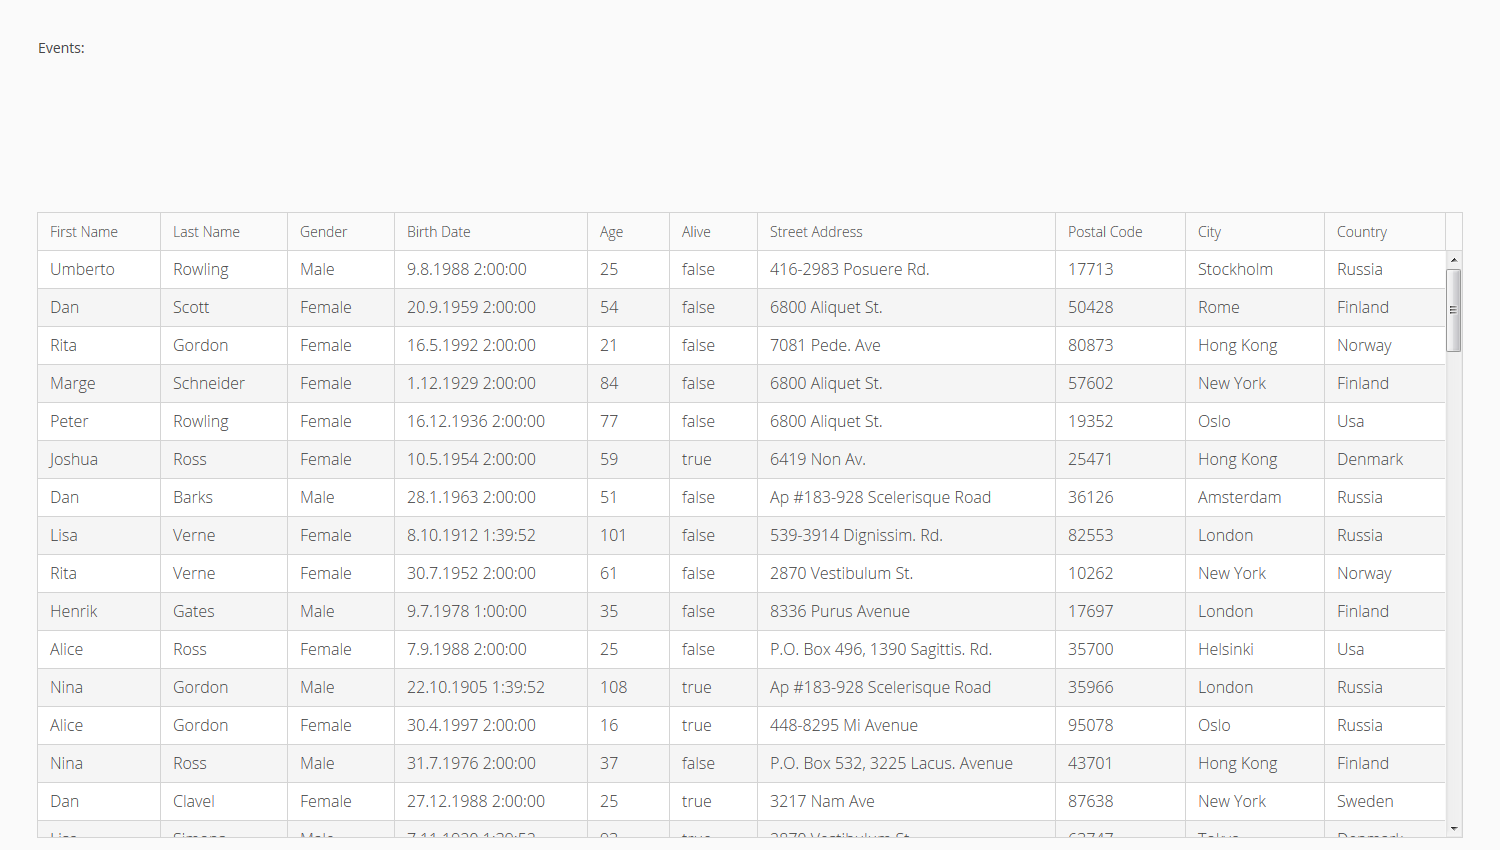 Events:
First Name Last Name Gender Birth Date Age Alive Street Address Postal Code City Country
Umberto Rowling Male 9.8.1988 2:00:00 25 false 416-2983 Posuere Rd. 17713 Stockholm Russia
Dan Scott Female 20.9.1959 2:00:00 54 false 6800 Aliquet St. 50428 Rome Finland
Rita Gordon Female 16.5.1992 2:00:00 21 false 7081 Pede. Ave 80873 Hong Kong Norway
Marge Schneider Female 1.12.1929 2:00:00 84 false 6800 Aliquet St. 57602 New York Finland
Peter Rowling Female 16.12.1936 2:00:00 77 false 6800 Aliquet St. 19352 Oslo Usa
Joshua Ross Female 10.5.1954 2:00:00 59 true 6419 Non Av. 25471 Hong Kong Denmark
Dan Barks Male 28.1.1963 2:00:00 51 false Ap #183-928 Scelerisque Road 36126 Amsterdam Russia
Lisa Verne Female 8.10.1912 1:39:52 101 false 539-3914 Dignissim. Rd. 82553 London Russia
Rita Verne Female 30.7.1952 2:00:00 61 false 2870 Vestibulum St. 10262 New York Norway
Henrik Gates Male 9.7.1978 1:00:00 35 false 8336 Purus Avenue 17697 London Finland
Alice Ross Female 7.9.1988 2:00:00 25 false P.O. Box 496, 1390 Sagittis. Rd. 35700 Helsinki Usa
Nina Gordon Male 22.10.1905 1:39:52 108 true Ap #183-928 Scelerisque Road 35966 London Russia
Alice Gordon Female 30.4.1997 2:00:00 16 true 448-8295 Mi Avenue 95078 Oslo Russia
Nina Ross Male 31.7.1976 2:00:00 37 false P.O. Box 532, 3225 Lacus. Avenue 43701 Hong Kong Finland
Dan Clavel Female 27.12.1988 2:00:00 25 true 3217 Nam Ave 87638 New York Sweden